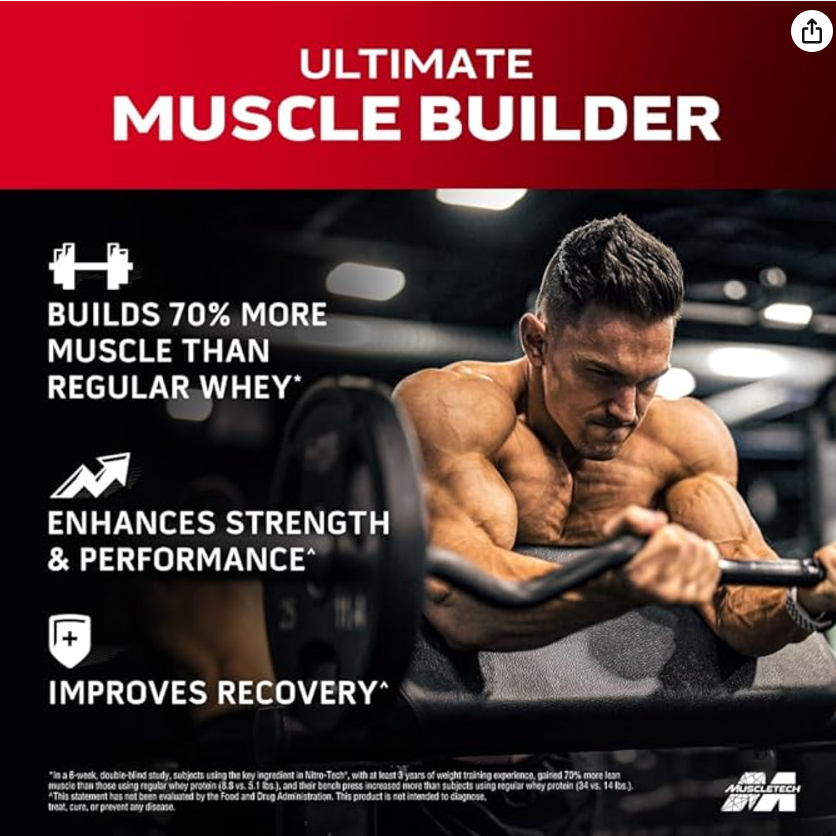 ULTIMATE
MUSCLE BUILDER
BUILDS 70% MORE
MUSCLE THAN
REGULAR WHEY*
ENHANCES STRENGTH
& PERFORMANCE^
IMPROVES RECOVERY^
*In a 6-week, double-blind study, subjects using the key ingredient in Nitro-Tech®, with at least 3 years of weight training experience, gained 70% more lean
muscle than those using regular whey protein (8.8 vs. 5.1 lbs.), and their bench press increased more than subjects using regular whey protein (34 vs. 14 lbs.).
^This statement has not been evaluated by the Food and Drug Administration. This product is not intended to diagnose,
treat, cure, or prevent any disease.
MUSCLETECH
25